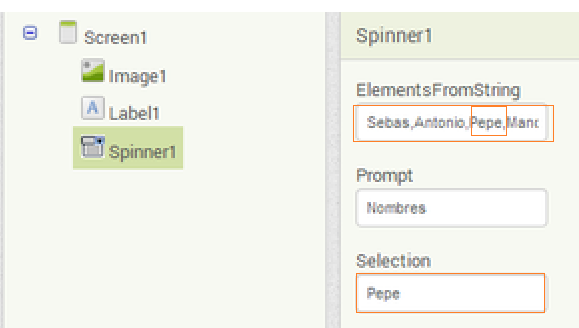 Screen1
Image1
A Label1
Spinner1
Spinner1
ElementsFromString
Sebas,Antonio,Pepe,Manc
Prompt
Nombres
Selection
Pepe